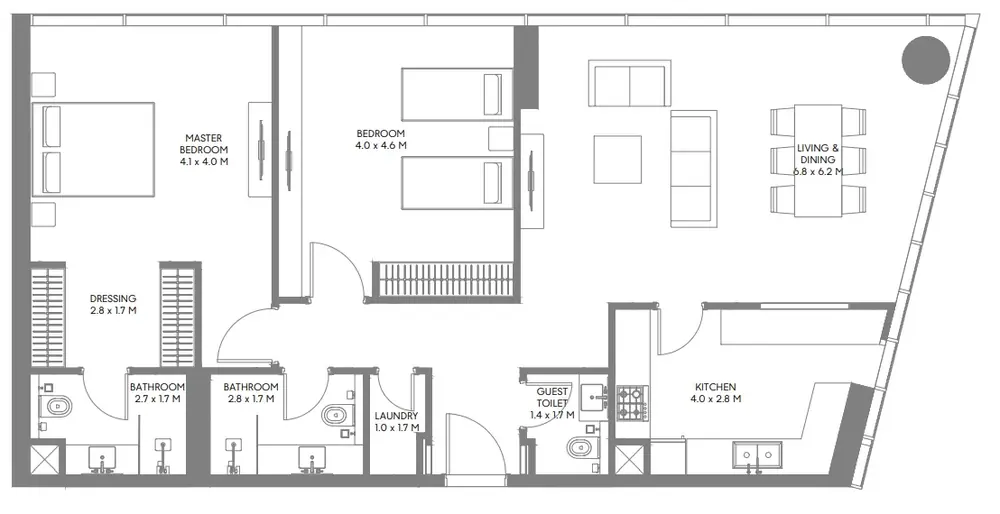 MASTER
BEDROOM
4.1 x 4.0 M
BEDROOM
4.0 x 4.6 M
LIVING &
DINING
6.8 x 6.2 M
DRESSING
2.8 x 1.7 M
BATHROOM
2.7 x 1.7 M
BATHROOM
2.8 x 1.7 M
LAUNDRY
1.0 x 1.7 M
GUEST
TOILET
1.4 x 1.7 M
KITCHEN
4.0 x 2.8 M